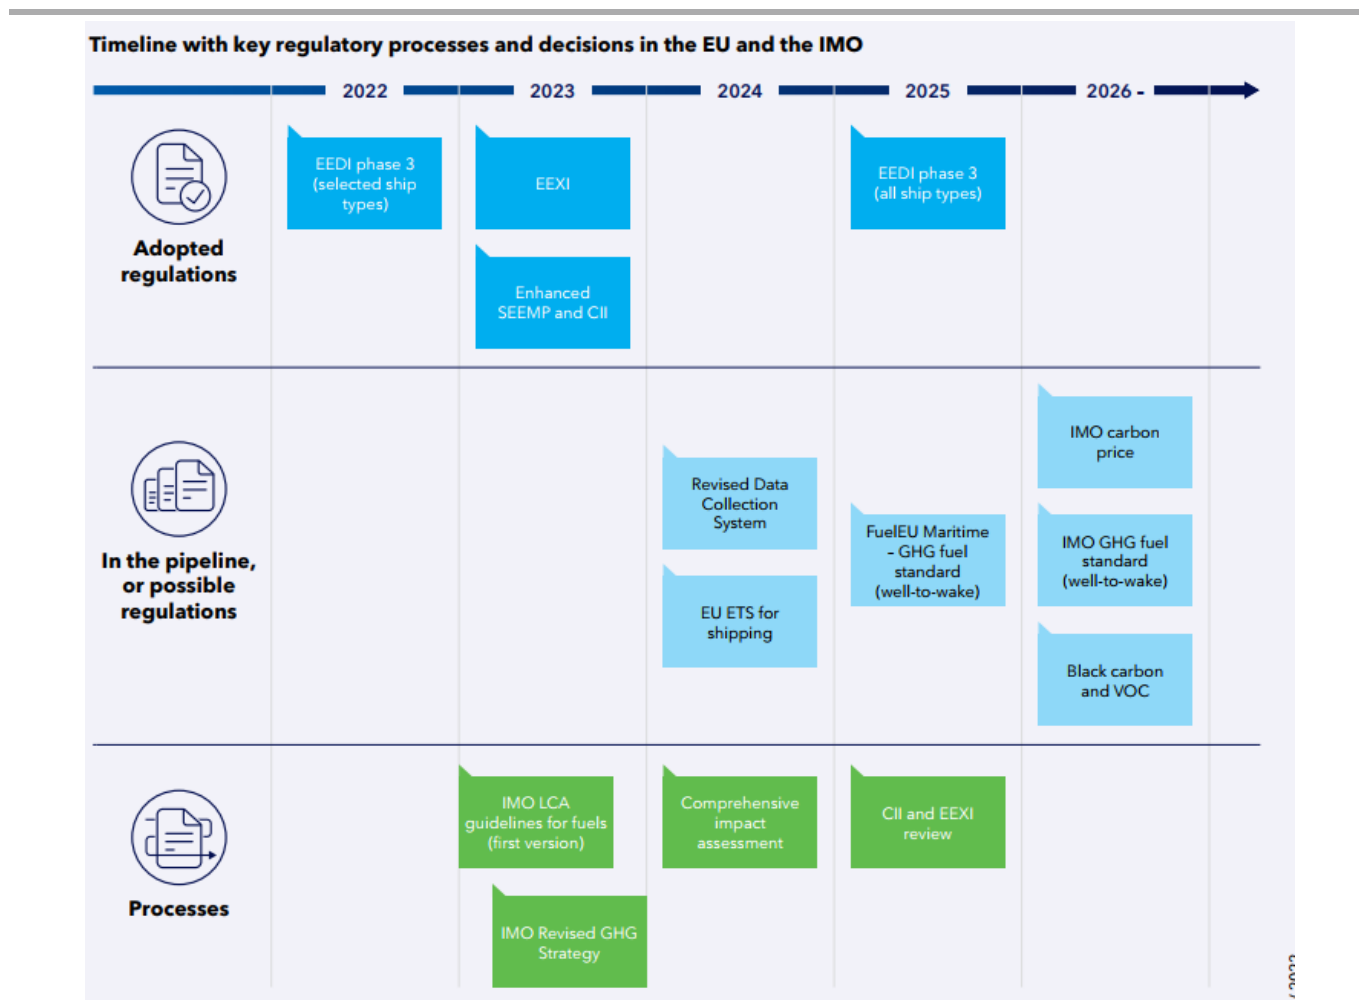 Timeline with key regulatory processes and decisions in the EU and the IMO
2022
2023
2024
2025
2026 -
Adopted
regulations
EEDI phase 3
(selected ship
types)
EEXI
Enhanced
SEEMP and CII
EEDI phase 3
(all ship types)
In the pipeline,
or possible
regulations
Revised Data
Collection
System
EU ETS for
shipping
FuelEU Maritime
– GHG fuel
standard
(well-to-wake)
IMO carbon
price
IMO GHG fuel
standard
(well-to-wake)
Black carbon
and VOC
Processes
IMO LCA
guidelines for fuels
(first version)
IMO Revised GHG
Strategy
Comprehensive
impact
assessment
CII and EEXI
review